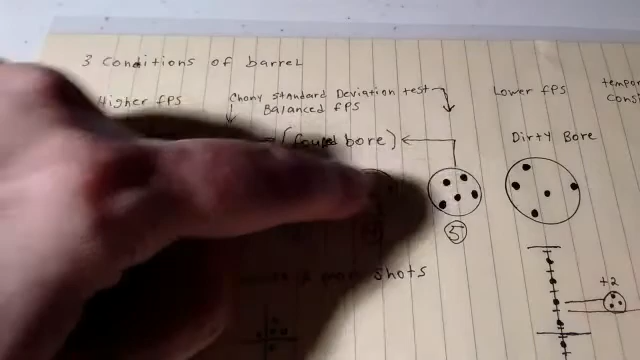 3 Conditions of barrel
Higher fps
Chony Standard Deviation test
Balanced fps
Lower fps
(fouled bore)
Dirty Bore
5
shots
+2